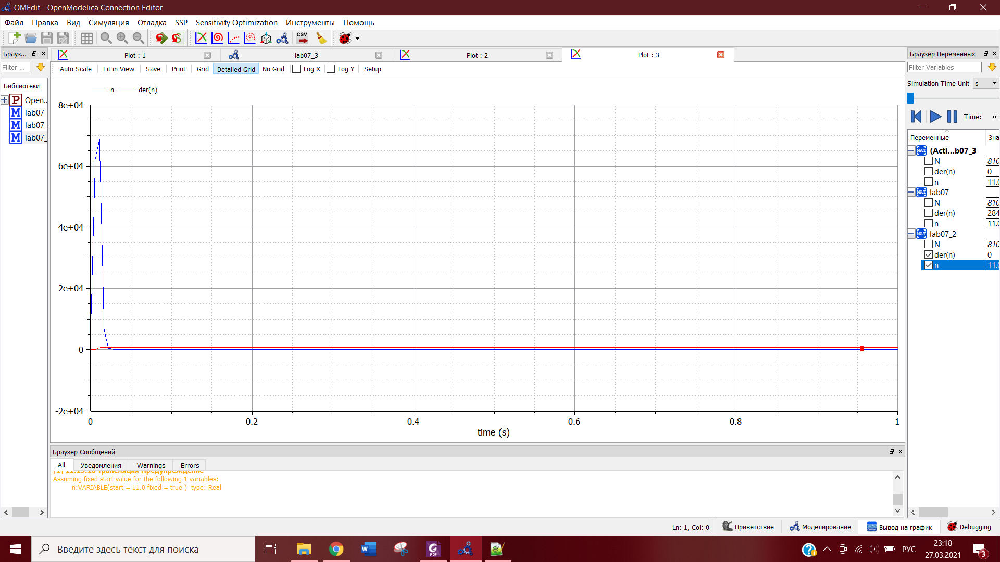 OMEdit - OpenModelica Connection Editor
Файл Правка Вид Симуляция Отладка SSP Sensitivity Optimization Инструменты Помощь
CSV
Брауз...
Plot : 1
lab07_3
Plot : 2
Plot : 3
Браузер Переменных
Filter ...
Auto Scale Fit in View Save Print Grid Detailed Grid No Grid Log X Log Y Setup
Filter Variables
Библиотеки
P Open..
M lab07
M lab07_
M lab07_
Simulation Time Unit s
Time: »
n der(n)
8e+04
6e+04
4e+04
2e+04
0
-2e+04
0 0.2 0.4 0.6 0.8 1
time (s)
Переменные Зна
MAT (Acti...b07_3
N 810
der(n) 0
n 11.0
MAT lab07
N 810
der(n) 284
n 11.0
MAT lab07_2
N 810
der(n) 0
n 11.0
Браузер Сообщений
All Уведомления Warnings Errors
Assuming fixed start value for the following 1 variables:
n:VARIABLE(start = 11.0 fixed = true ) type: Real
Ln: 1, Col: 0 Приветствие Моделирование Вывод на график Debugging
Введите здесь текст для поиска
W
PDF
РУС
23:18
27.03.2021
3